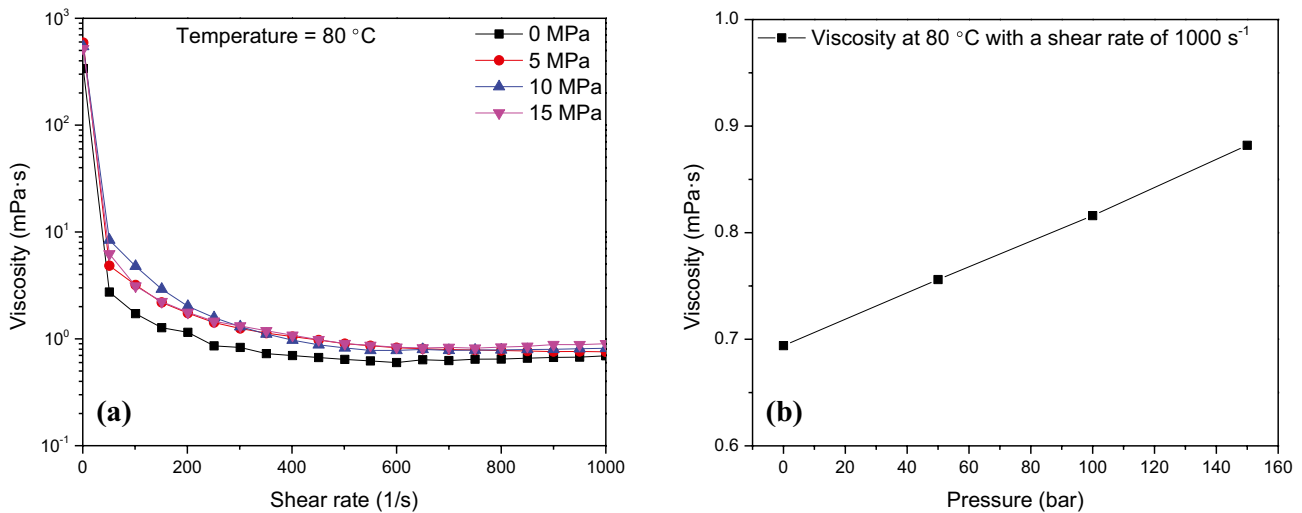 Temperature = 80 °C
0 MPa
5 MPa
10 MPa
15 MPa
10³
10²
10¹
10⁰
10⁻¹
Viscosity (mPa·s)
0 200 400 600 800 1000
Shear rate (1/s)
(a)
Viscosity at 80 °C with a shear rate of 1000 s⁻¹
1.0
0.9
0.8
0.7
0.6
Viscosity (mPa·s)
0 20 40 60 80 100 120 140 160
Pressure (bar)
(b)